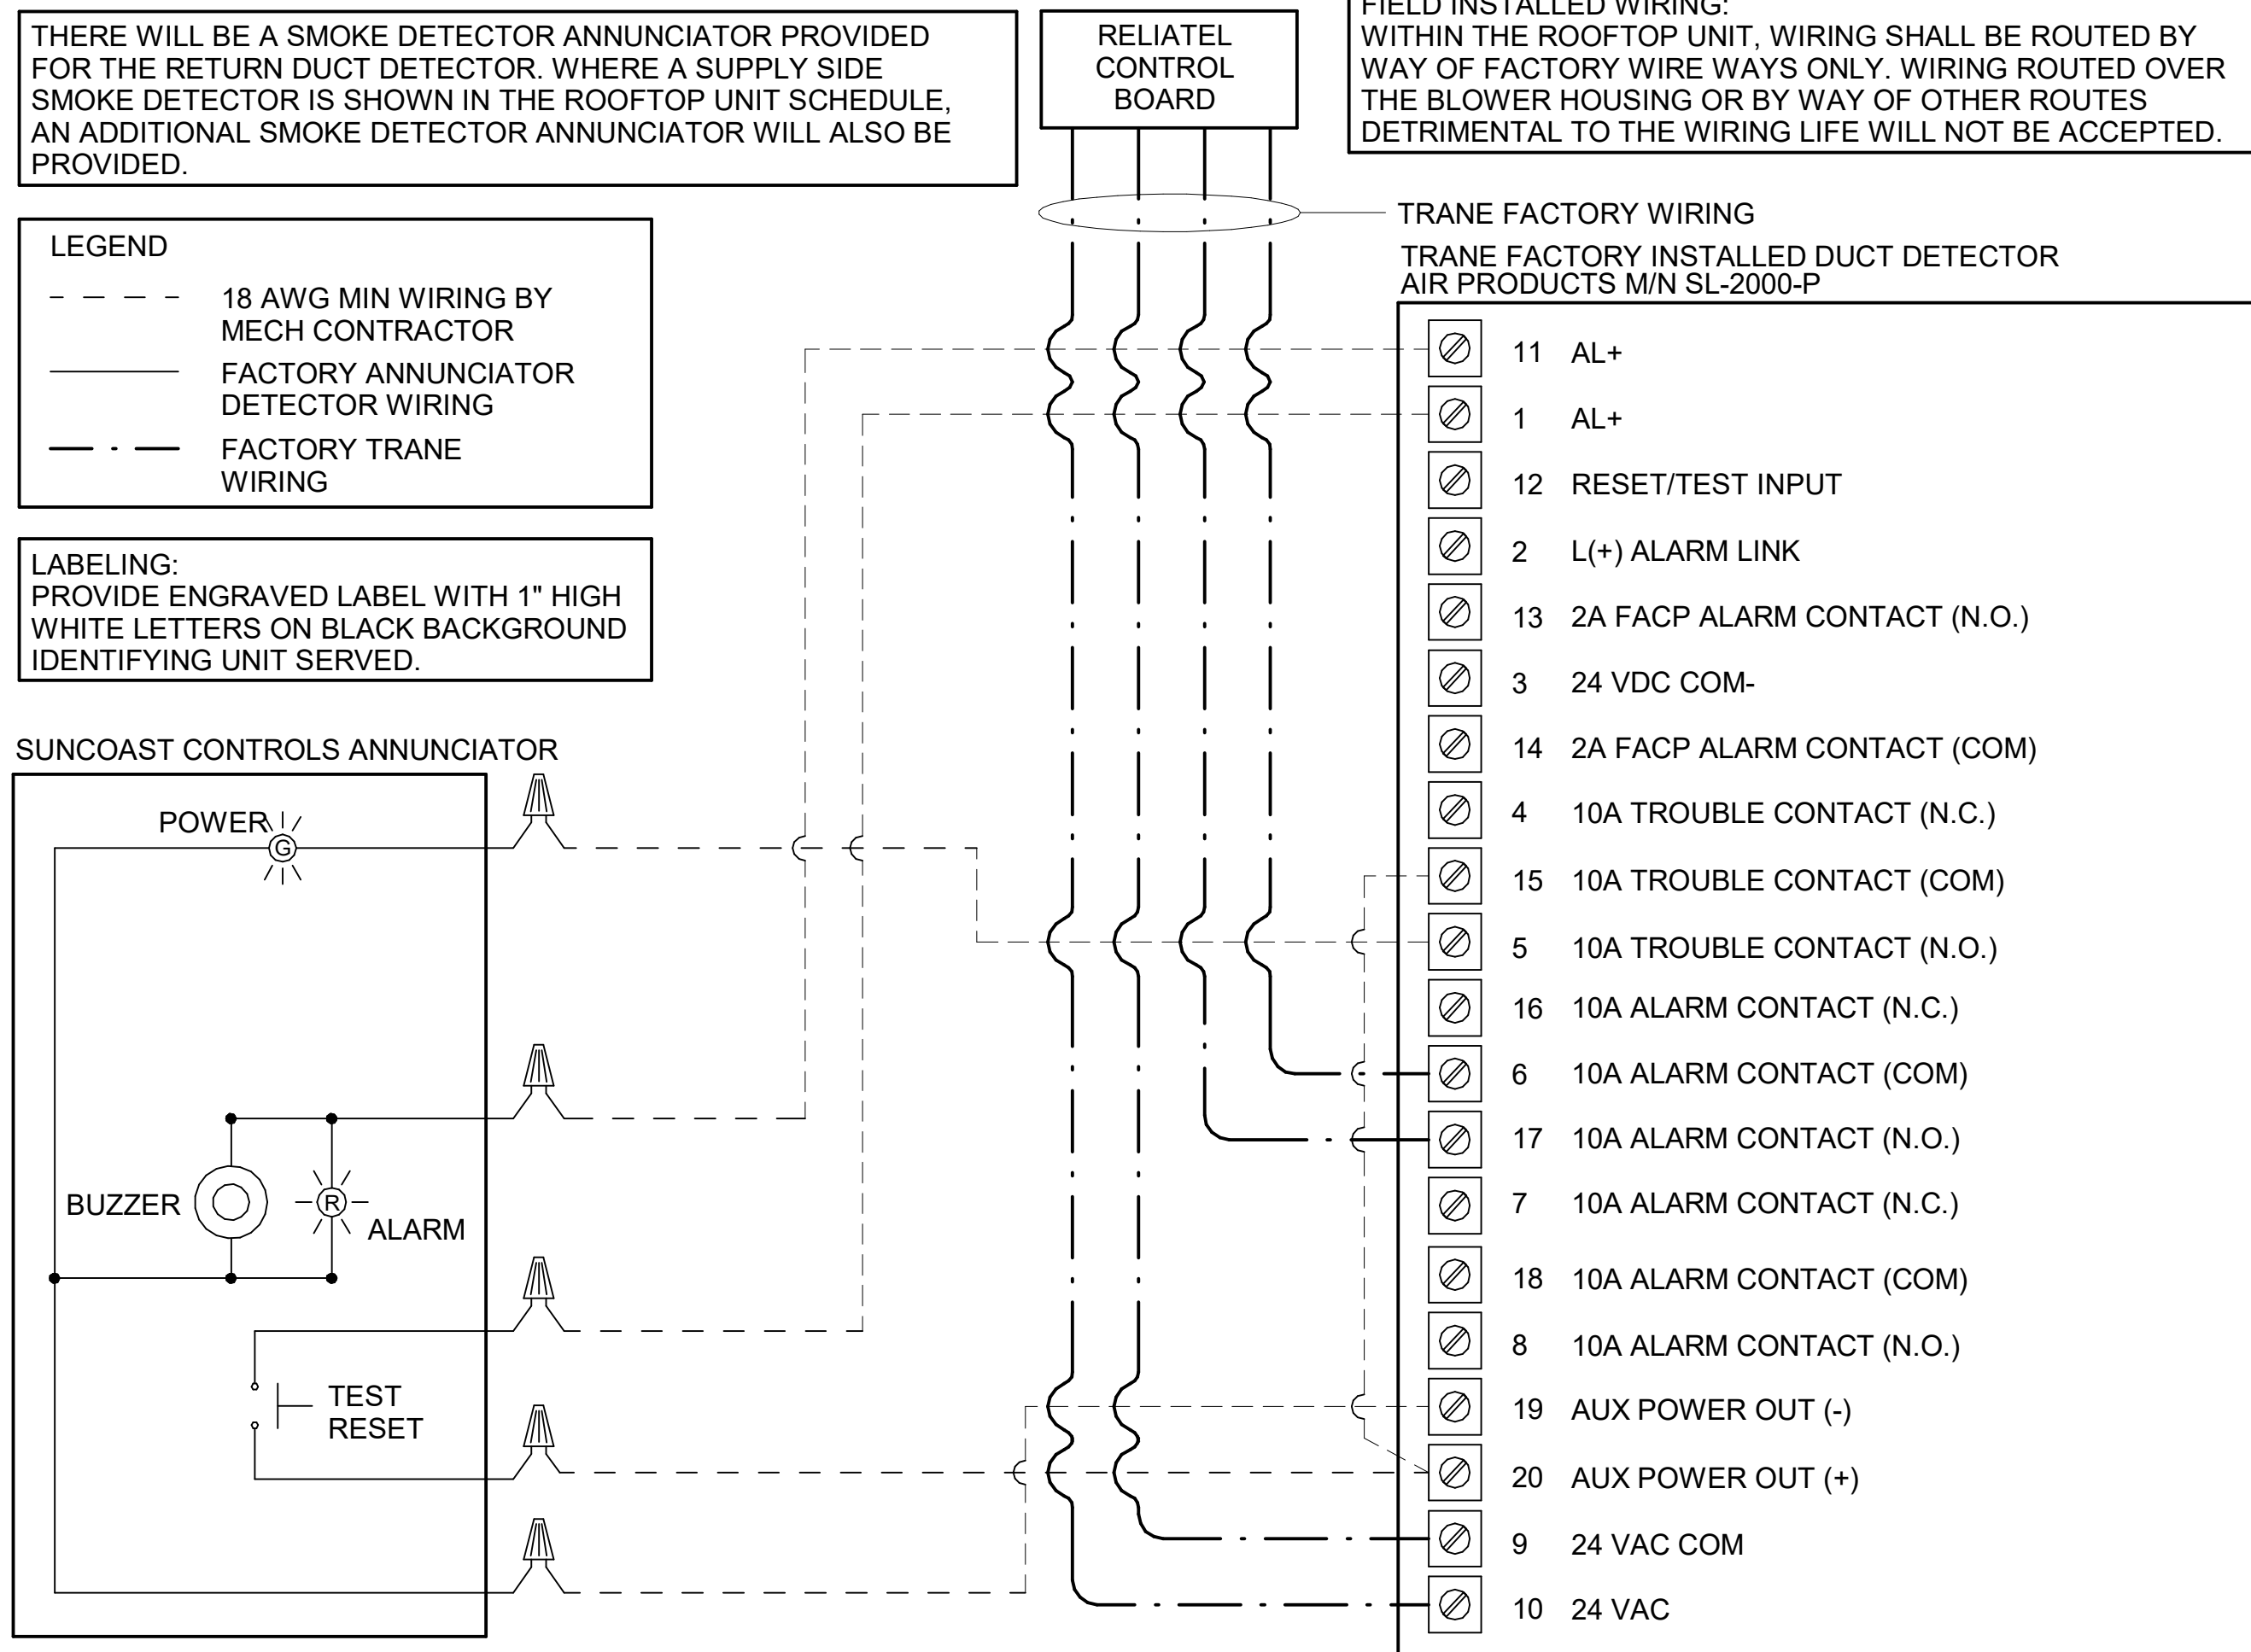 THERE WILL BE A SMOKE DETECTOR ANNUNCIATOR PROVIDED
FOR THE RETURN DUCT DETECTOR. WHERE A SUPPLY SIDE
SMOKE DETECTOR IS SHOWN IN THE ROOFTOP UNIT SCHEDULE,
AN ADDITIONAL SMOKE DETECTOR ANNUNCIATOR WILL ALSO BE
PROVIDED.
RELIATEL
CONTROL
BOARD
FIELD INSTALLED WIRING:
WITHIN THE ROOFTOP UNIT, WIRING SHALL BE ROUTED BY
WAY OF FACTORY WIRE WAYS ONLY. WIRING ROUTED OVER
THE BLOWER HOUSING OR BY WAY OF OTHER ROUTES
DETRIMENTAL TO THE WIRING LIFE WILL NOT BE ACCEPTED.
LEGEND
18 AWG MIN WIRING BY
MECH CONTRACTOR
FACTORY ANNUNCIATOR
DETECTOR WIRING
FACTORY TRANE
WIRING
LABELING:
PROVIDE ENGRAVED LABEL WITH 1" HIGH
WHITE LETTERS ON BLACK BACKGROUND
IDENTIFYING UNIT SERVED.
TRANE FACTORY WIRING
TRANE FACTORY INSTALLED DUCT DETECTOR
AIR PRODUCTS M/N SL-2000-P
11 AL+
1 AL+
12 RESET/TEST INPUT
2 L(+) ALARM LINK
13 2A FACP ALARM CONTACT (N.O.)
3 24 VDC COM-
14 2A FACP ALARM CONTACT (COM)
4 10A TROUBLE CONTACT (N.C.)
15 10A TROUBLE CONTACT (COM)
5 10A TROUBLE CONTACT (N.O.)
16 10A ALARM CONTACT (N.C.)
6 10A ALARM CONTACT (COM)
17 10A ALARM CONTACT (N.O.)
7 10A ALARM CONTACT (N.C.)
18 10A ALARM CONTACT (COM)
8 10A ALARM CONTACT (N.O.)
19 AUX POWER OUT (-)
20 AUX POWER OUT (+)
9 24 VAC COM
10 24 VAC
SUNCOAST CONTROLS ANNUNCIATOR
POWER
G
BUZZER
R
ALARM
TEST
RESET